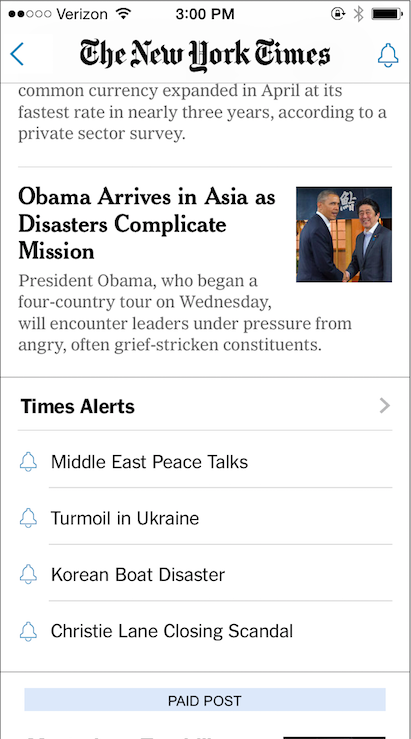 Verizon 3:00 PM
The New York Times
common currency expanded in April at its
fastest rate in nearly three years, according to a
private sector survey.
Obama Arrives in Asia as
Disasters Complicate
Mission
President Obama, who began a
four-country tour on Wednesday,
will encounter leaders under pressure from
angry, often grief-stricken constituents.
Times Alerts
Middle East Peace Talks
Turmoil in Ukraine
Korean Boat Disaster
Christie Lane Closing Scandal
PAID POST